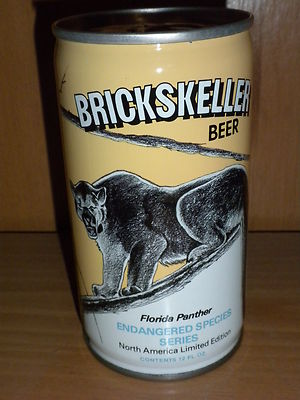 BRICKSKELLER
BEER
Florida Panther
ENDANGERED SPECIES
SERIES
North America Limited Edition
CONTENTS 12 FL. OZ.